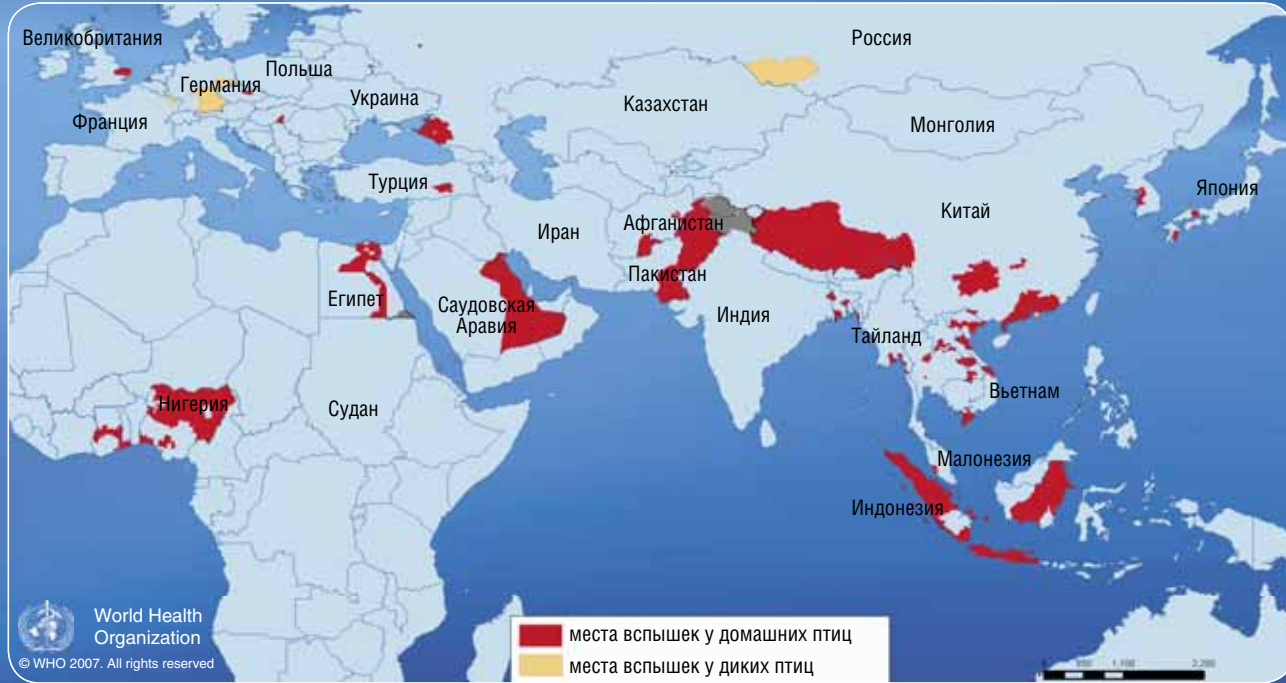 Великобритания
Россия
Польша
Германия
Украина
Казахстан
Франция
Монголия
Турция
Япония
Китай
Афганистан
Иран
Пакистан
Египет
Саудовская
Аравия
Индия
Тайланд
Вьетнам
Нигерия
Судан
Малонезия
Индонезия
World Health
Organization
© WHO 2007. All rights reserved
места вспышек у домашних птиц
места вспышек у диких птиц